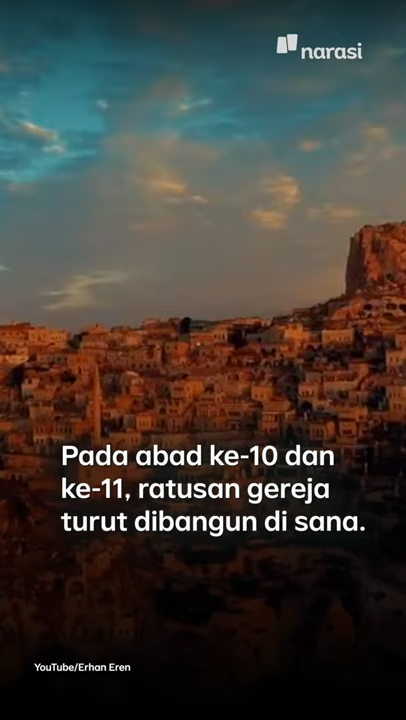 narasi
Pada abad ke-10 dan
ke-11, ratusan gereja
turut dibangun di sana.
YouTube/Erhan Eren